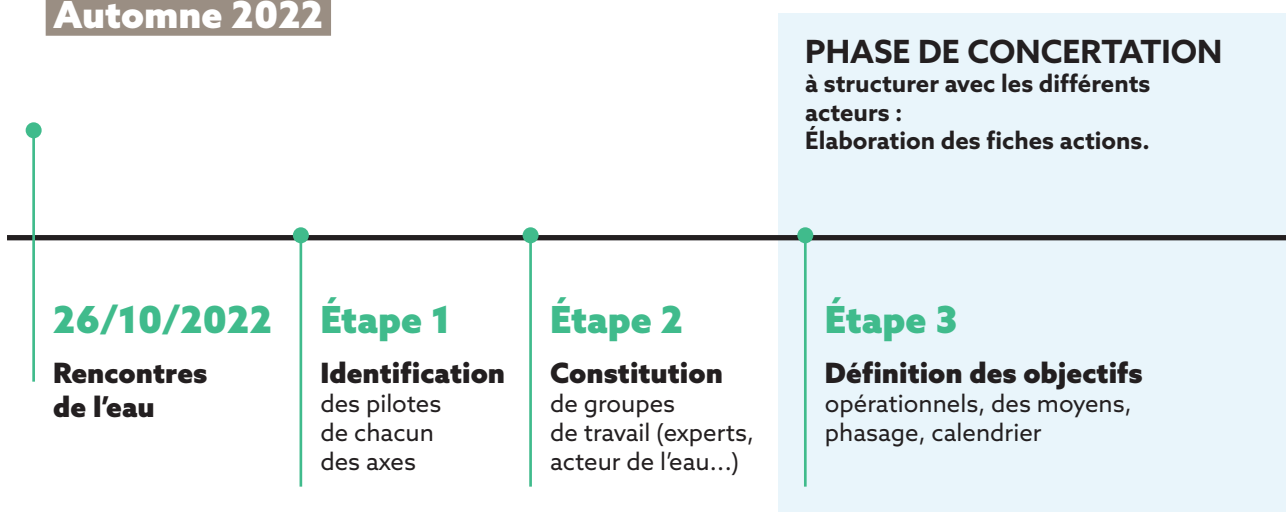 Automne 2022
PHASE DE CONCERTATION
à structurer avec les différents
acteurs :
Élaboration des fiches actions.
26/10/2022
Rencontres
de l’eau
Étape 1
Identification
des pilotes
de chacun
des axes
Étape 2
Constitution
de groupes
de travail (experts,
acteur de l’eau...)
Étape 3
Définition des objectifs
opérationnels, des moyens,
phasage, calendrier